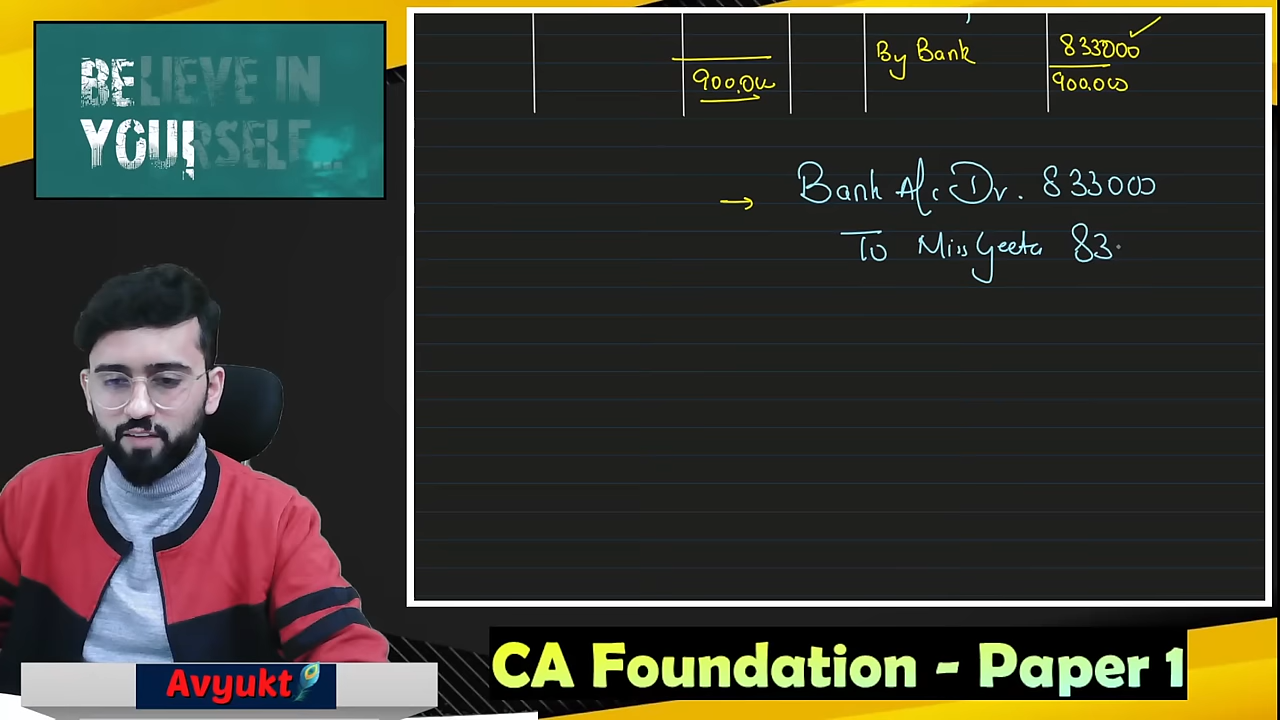 BELIEVE IN
YOURSELF...
By Bank 833000
900.000 900.000
→ Bank A/c Dr. 833000
To Miss Geeta 83
Avyukt
CA Foundation - Paper 1